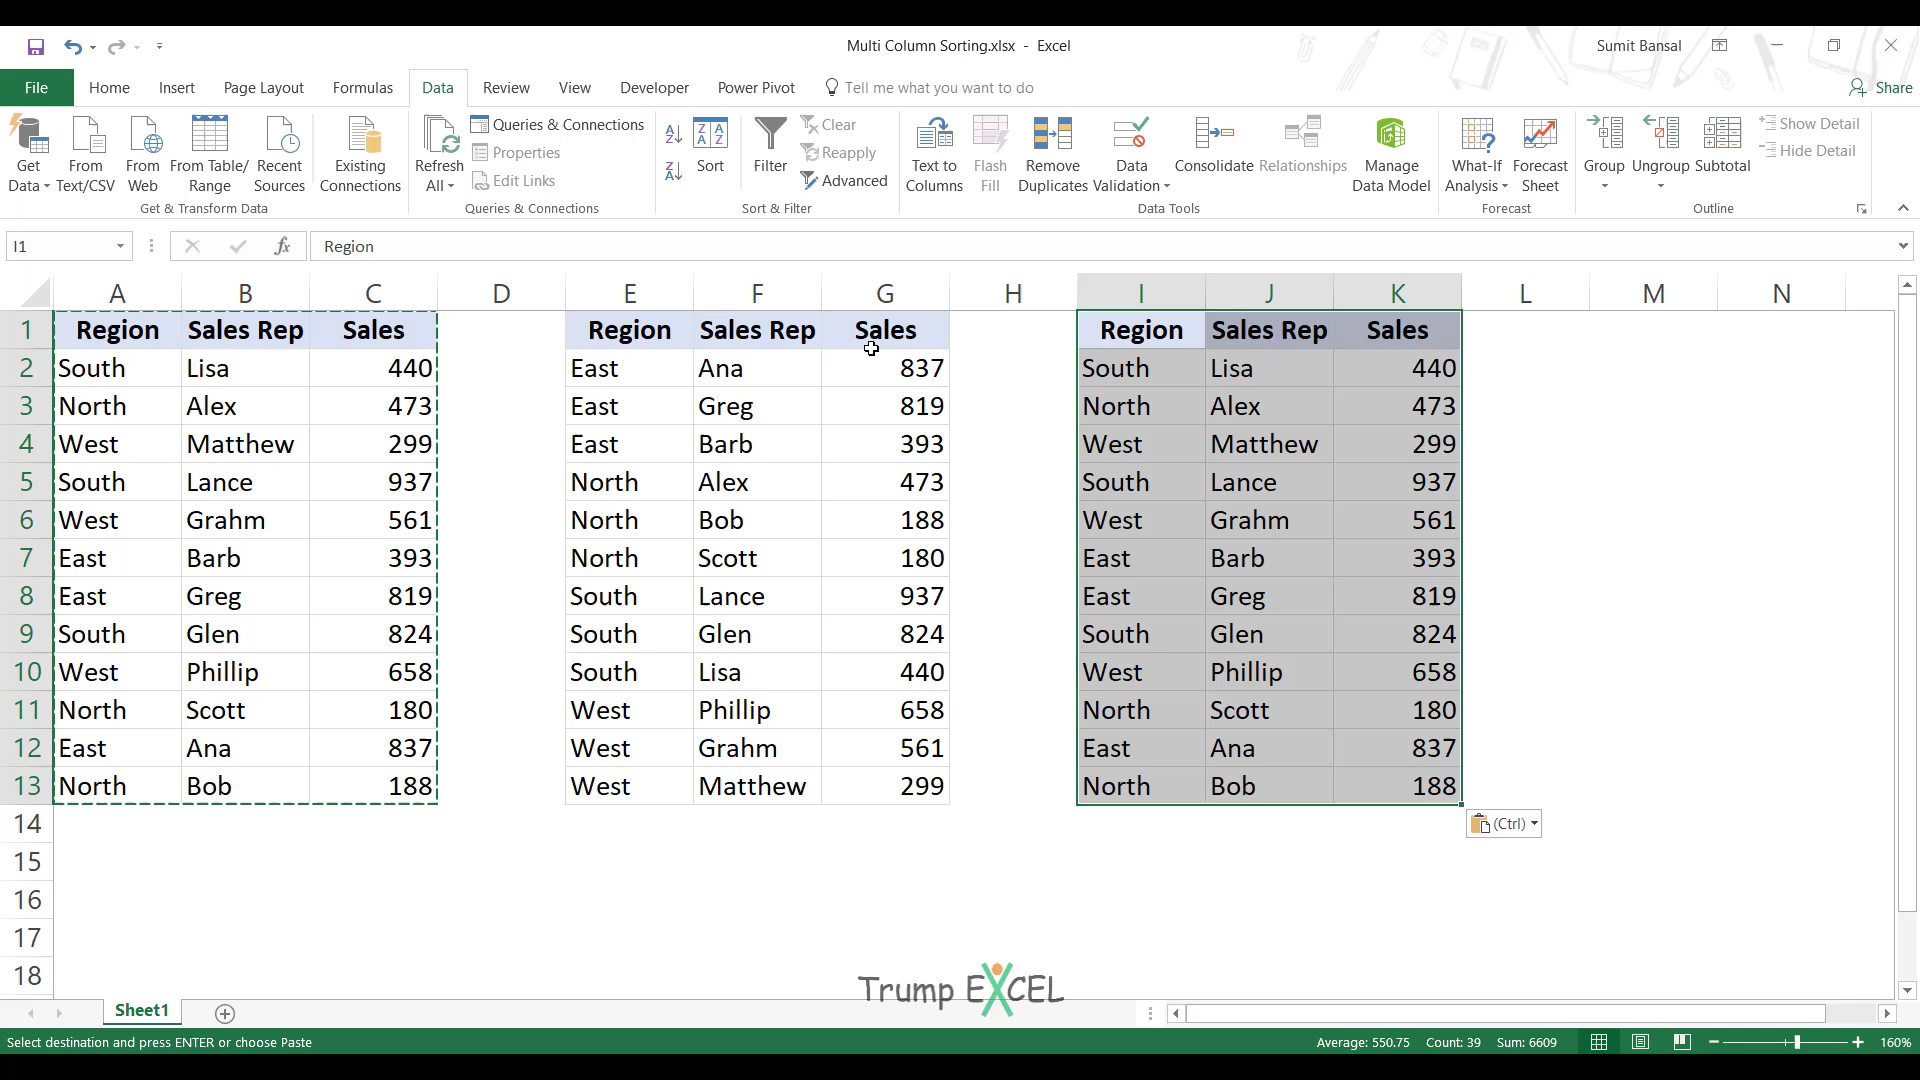 Multi Column Sorting.xlsx - Excel
Sumit Bansal
File Home Insert Page Layout Formulas Data Review View Developer Power Pivot Tell me what you want to do Share
Get Data From Text/CSV From Web From Table/ Range Recent Sources Existing Connections
Get & Transform Data
Refresh All Queries & Connections Properties Edit Links
Queries & Connections
Sort Filter Clear Reapply Advanced
Sort & Filter
Text to Columns Flash Fill Remove Duplicates Data Validation Consolidate Relationships Manage Data Model
Data Tools
What-If Analysis Forecast Sheet
Forecast
Group Ungroup Subtotal Show Detail Hide Detail
Outline
I1 fx Region
A B C D E F G H I J K L M N
1 Region Sales Rep Sales Region Sales Rep Sales Region Sales Rep Sales
2 South Lisa 440 East Ana 837 South Lisa 440
3 North Alex 473 East Greg 819 North Alex 473
4 West Matthew 299 East Barb 393 West Matthew 299
5 South Lance 937 North Alex 473 South Lance 937
6 West Grahm 561 North Bob 188 West Grahm 561
7 East Barb 393 North Scott 180 East Barb 393
8 East Greg 819 South Lance 937 East Greg 819
9 South Glen 824 South Glen 824 South Glen 824
10 West Phillip 658 South Lisa 440 West Phillip 658
11 North Scott 180 West Phillip 658 North Scott 180
12 East Ana 837 West Grahm 561 East Ana 837
13 North Bob 188 West Matthew 299 North Bob 188
14 (Ctrl)
15
16
17
18
Trump EXCEL
Sheet1
Select destination and press ENTER or choose Paste Average: 550.75 Count: 39 Sum: 6609 160%